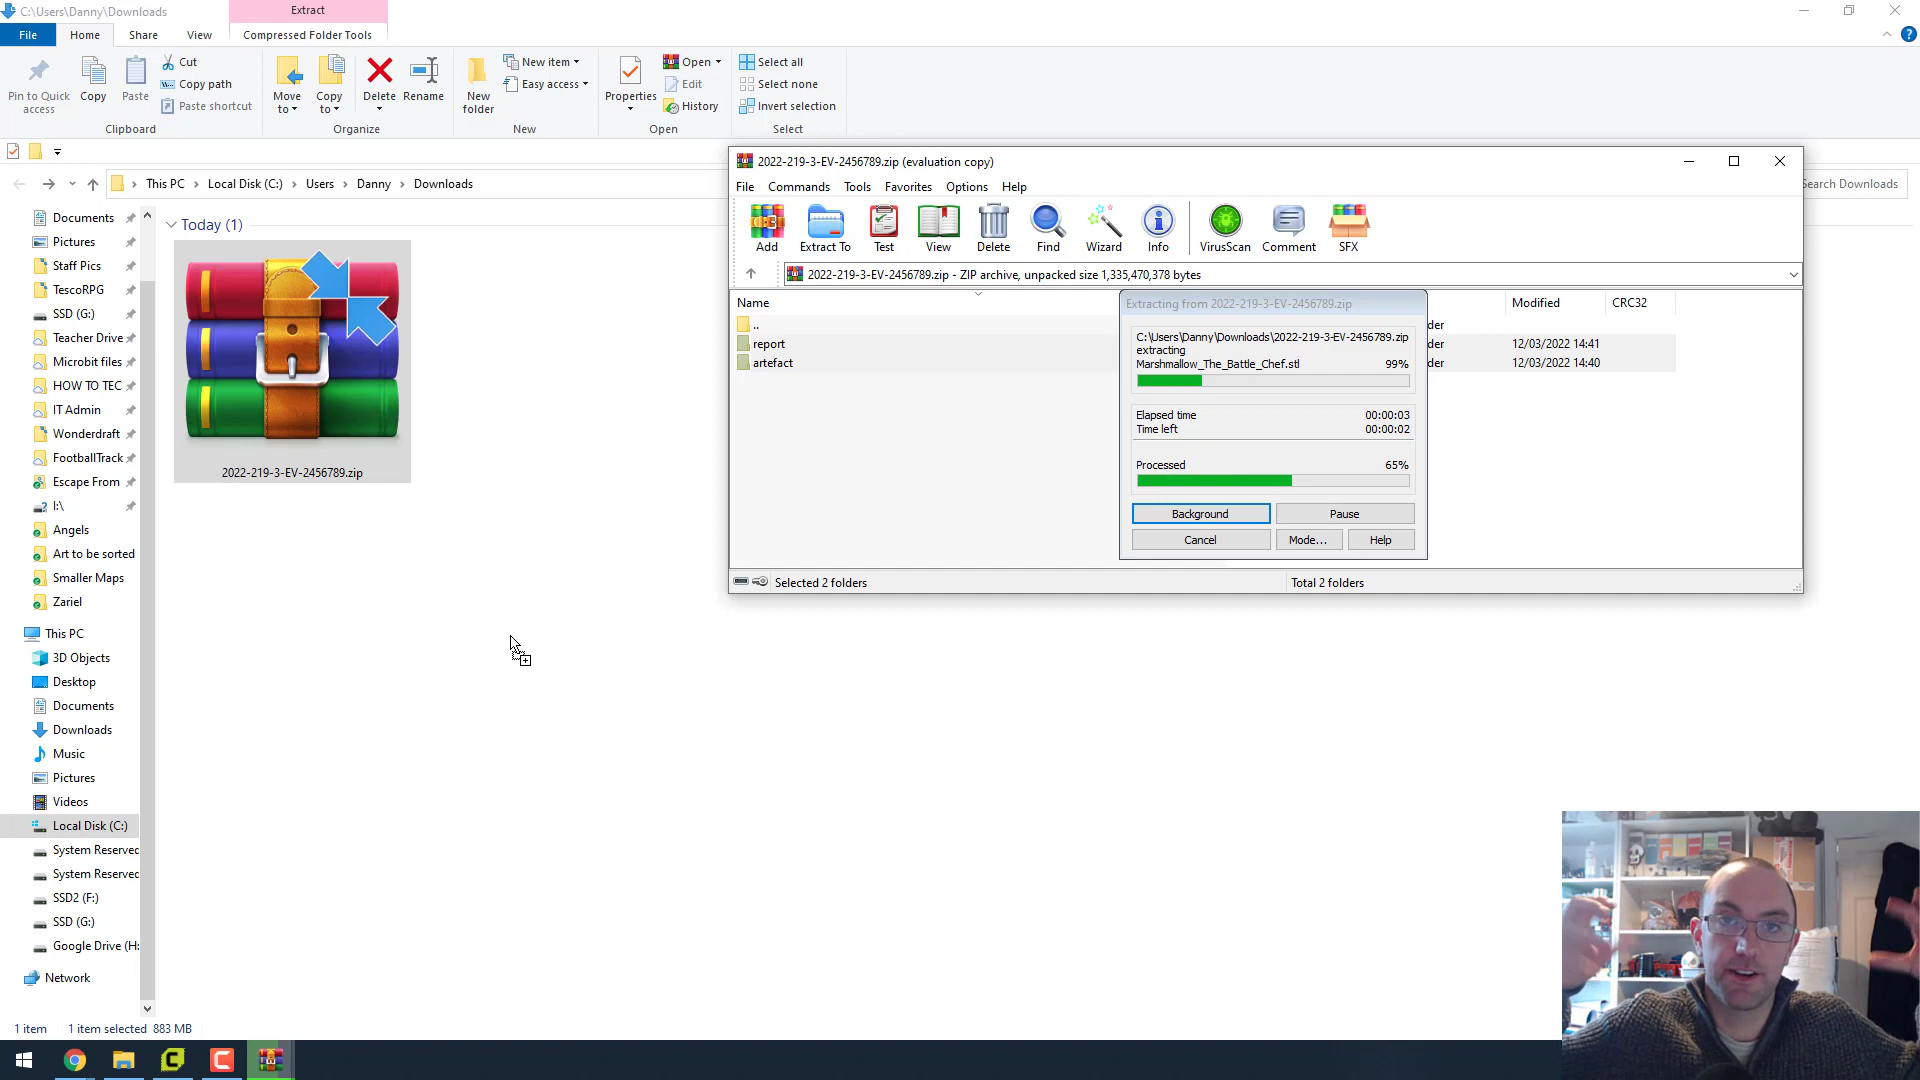 C:\Users\Danny\Downloads
Extract
File
Home
Share
View
Compressed Folder Tools
Pin to Quick access
Copy
Paste
Cut
Copy path
Paste shortcut
Clipboard
Move to
Copy to
Delete
Rename
Organize
New folder
New item
Easy access
New
Properties
Open
Edit
History
Open
Select all
Select none
Invert selection
Select
This PC
Local Disk (C:)
Users
Danny
Downloads
Search Downloads
Documents
Pictures
Staff Pics
TescoRPG
SSD (G:)
Teacher Drive
Microbit files
HOW TO TEC
IT Admin
Wonderdraft
FootballTrack
Escape From
I:\
Angels
Art to be sorted
Smaller Maps
Zariel
This PC
3D Objects
Desktop
Documents
Downloads
Music
Pictures
Videos
Local Disk (C:)
System Reserved
System Reserved
SSD2 (F:)
SSD (G:)
Google Drive (H:
Network
Today (1)
2022-219-3-EV-2456789.zip
1 item
1 item selected 883 MB
2022-219-3-EV-2456789.zip (evaluation copy)
File
Commands
Tools
Favorites
Options
Help
Add
Extract To
Test
View
Delete
Find
Wizard
Info
VirusScan
Comment
SFX
2022-219-3-EV-2456789.zip - ZIP archive, unpacked size 1,335,470,378 bytes
Name
Modified
CRC32
..
der
report
der
12/03/2022 14:41
artefact
der
12/03/2022 14:40
Extracting from 2022-219-3-EV-2456789.zip
C:\Users\Danny\Downloads\2022-219-3-EV-2456789.zip
extracting
Marshmallow_The_Battle_Chef.stl
99%
Elapsed time
00:00:03
Time left
00:00:02
Processed
65%
Background
Pause
Cancel
Mode...
Help
Selected 2 folders
Total 2 folders